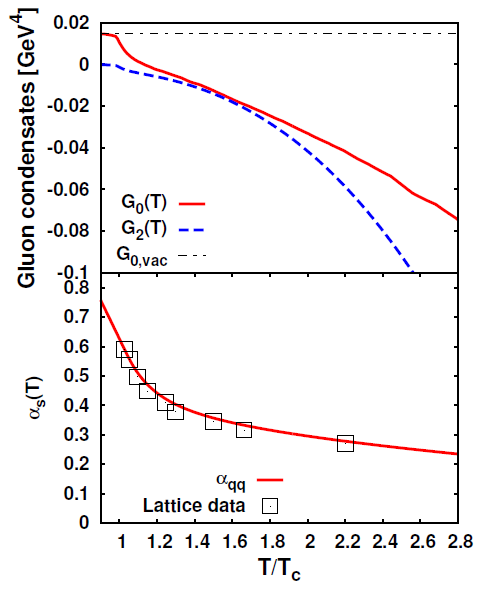 Gluon condensates [GeV⁴]
0.02
0
-0.02
-0.04
-0.06
-0.08
-0.1
G₀(T)
G₂(T)
G₀,vac
αₛ(T)
0.8
0.7
0.6
0.5
0.4
0.3
0.2
0.1
0
α_qq
Lattice data
1 1.2 1.4 1.6 1.8 2 2.2 2.4 2.6 2.8
T/T_c